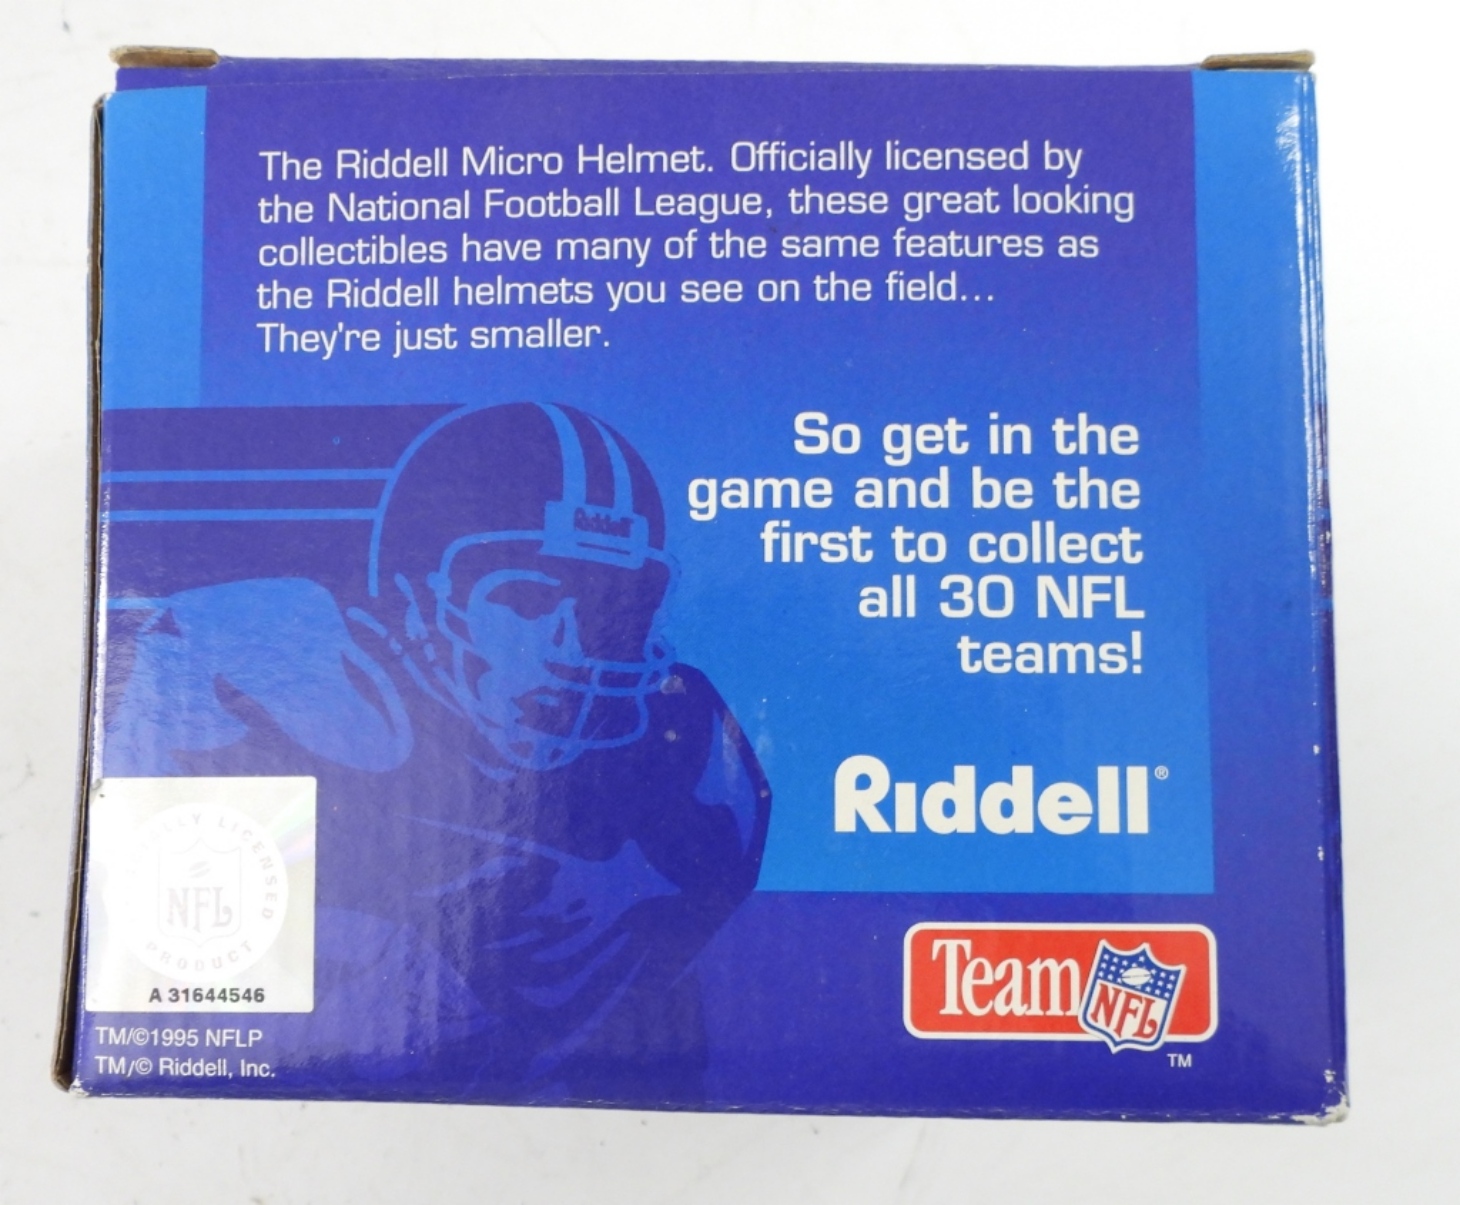 The Riddell Micro Helmet. Officially licensed by
the National Football League, these great looking
collectibles have many of the same features as
the Riddell helmets you see on the field...
They're just smaller.
So get in the
game and be the
first to collect
all 30 NFL
teams!
Riddell
Riddell®
OFFICIALLY LICENSED
NFL
PRODUCT
A 31644546
TM/©1995 NFLP
TM/© Riddell, Inc.
Team NFL
TM